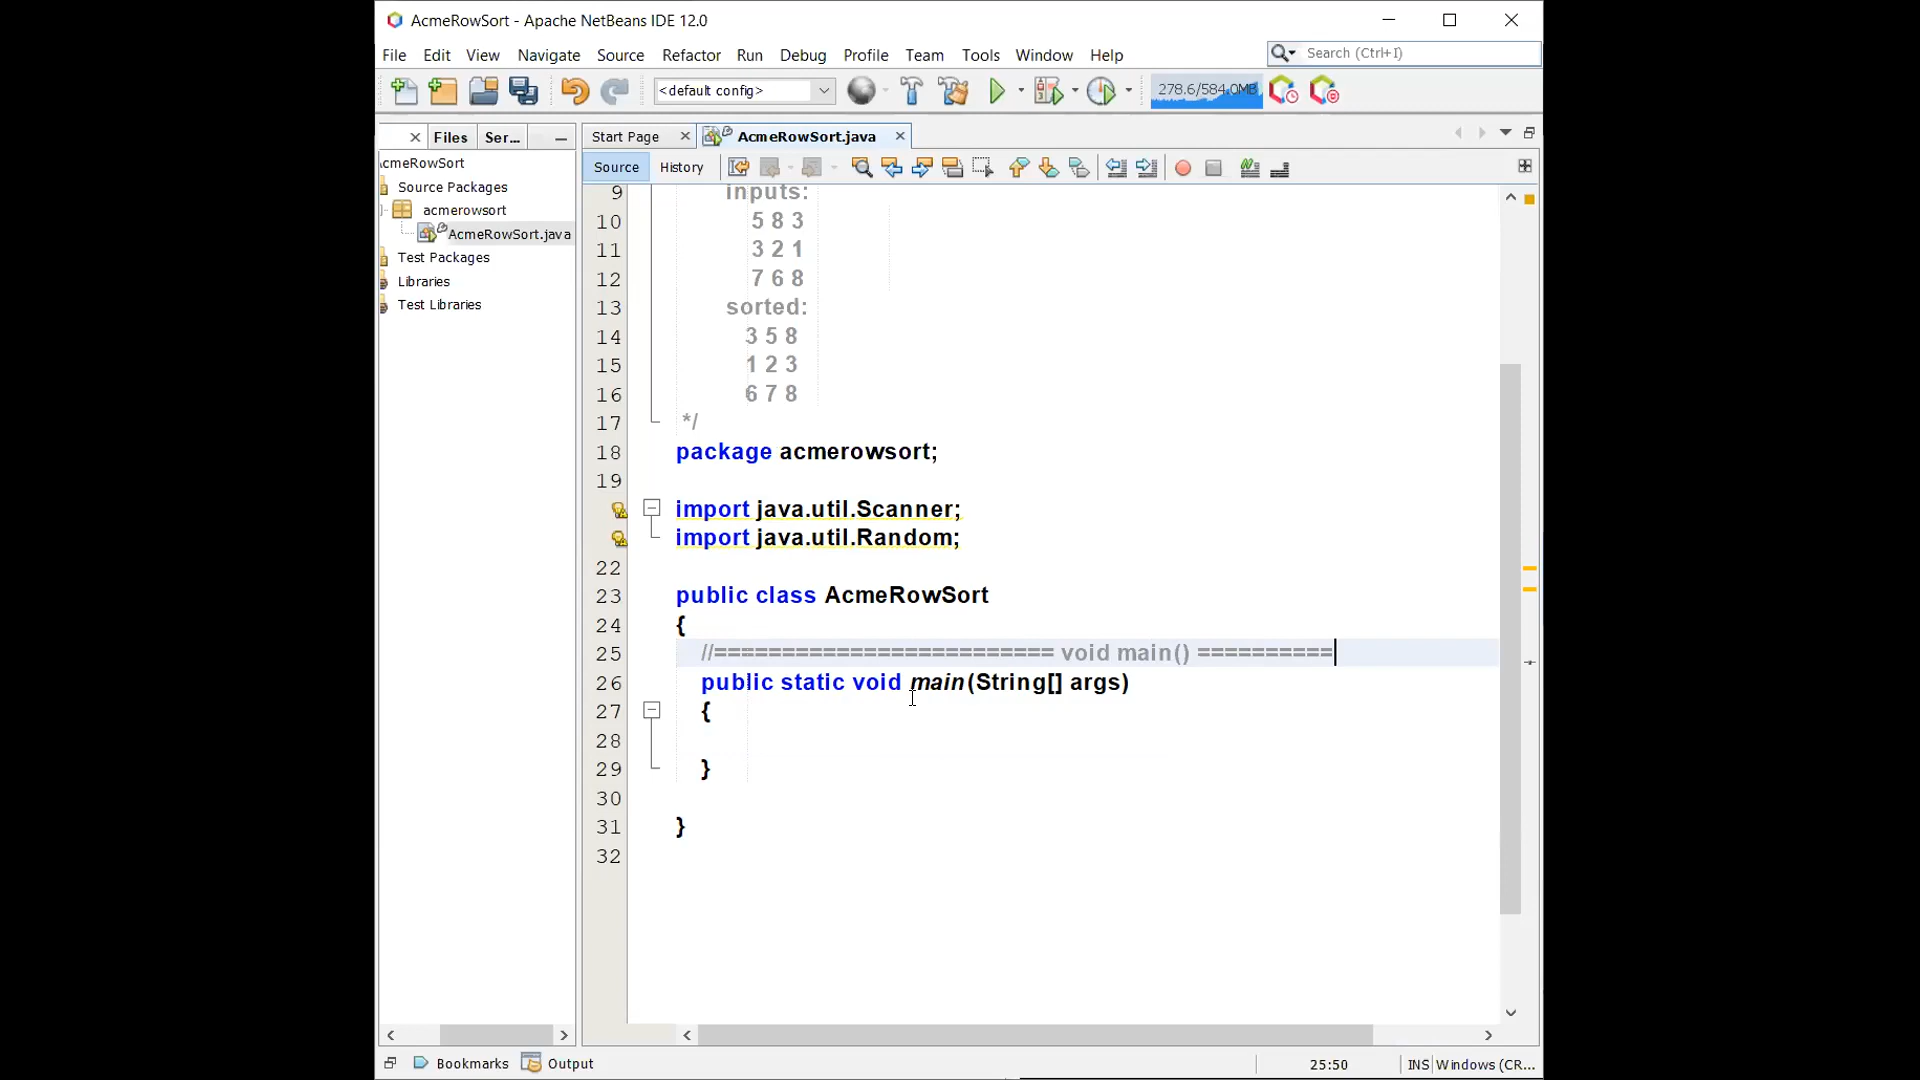 AcmeRowSort - Apache NetBeans IDE 12.0
File Edit View Navigate Source Refactor Run Debug Profile Team Tools Window Help
Search (Ctrl+I)
<default config>
278.6/584.0MB
Files Ser...
Start Page AcmeRowSort.java
Source History
cmeRowSort
Source Packages
acmerowsort
AcmeRowSort.java
Test Packages
Libraries
Test Libraries
9 inputs:
10 5 8 3
11 3 2 1
12 7 6 8
13 sorted:
14 3 5 8
15 1 2 3
16 6 7 8
17 */
18 package acmerowsort;
19
import java.util.Scanner;
import java.util.Random;
22
23 public class AcmeRowSort
24 {
25 //========================= void main() ==========
26 public static void main(String[] args)
27 {
28
29 }
30
31 }
32
Bookmarks Output
25:50 INS Windows (CR...